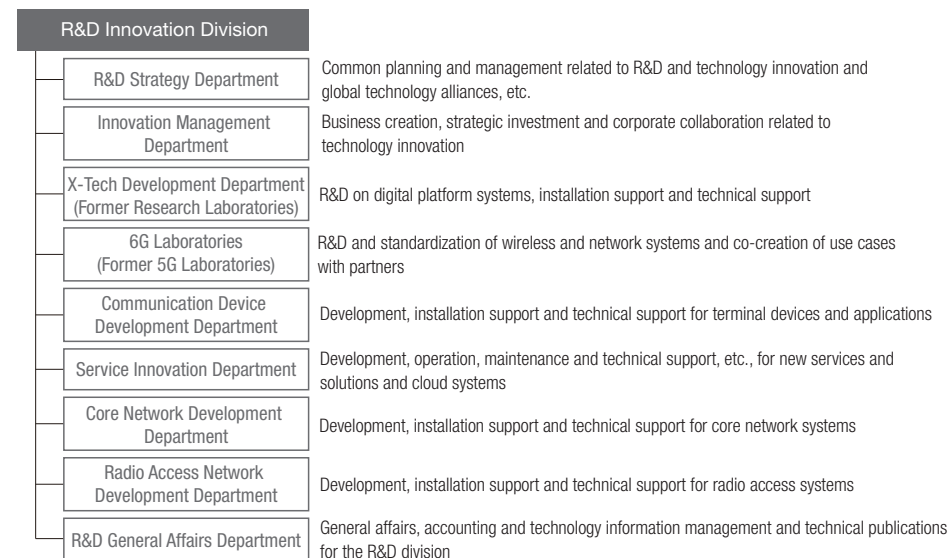 R&D Innovation Division
R&D Strategy Department
Common planning and management related to R&D and technology innovation and
global technology alliances, etc.
Innovation Management
Department
Business creation, strategic investment and corporate collaboration related to
technology innovation
X-Tech Development Department
(Former Research Laboratories)
R&D on digital platform systems, installation support and technical support
6G Laboratories
(Former 5G Laboratories)
R&D and standardization of wireless and network systems and co-creation of use cases
with partners
Communication Device
Development Department
Development, installation support and technical support for terminal devices and applications
Service Innovation Department
Development, operation, maintenance and technical support, etc., for new services and
solutions and cloud systems
Core Network Development
Department
Development, installation support and technical support for core network systems
Radio Access Network
Development Department
Development, installation support and technical support for radio access systems
R&D General Affairs Department
General affairs, accounting and technology information management and technical publications
for the R&D division